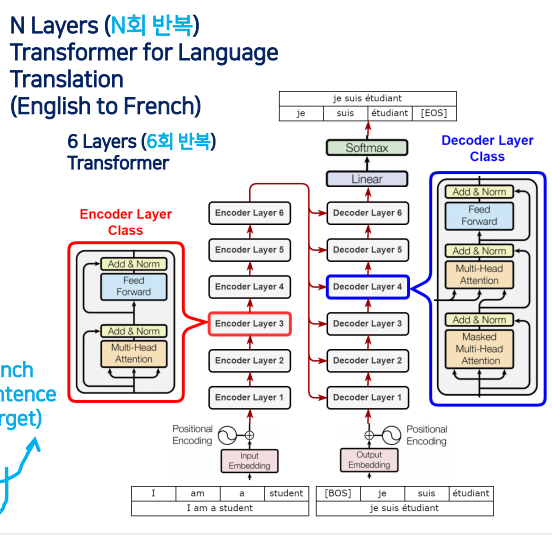 N Layers (N회 반복)
Transformer for Language
Translation
(English to French)
6 Layers (6회 반복)
Transformer
je suis étudiant
je suis étudiant [EOS]
Softmax
Linear
Decoder Layer
Class
Add & Norm
Feed
Forward
Add & Norm
Multi-Head
Attention
Add & Norm
Masked
Multi-Head
Attention
Encoder Layer
Class
Add & Norm
Feed
Forward
Add & Norm
Multi-Head
Attention
Encoder Layer 6
Encoder Layer 5
Encoder Layer 4
Encoder Layer 3
Encoder Layer 2
Encoder Layer 1
Decoder Layer 6
Decoder Layer 5
Decoder Layer 4
Decoder Layer 3
Decoder Layer 2
Decoder Layer 1
Positional
Encoding
Input
Embedding
Output
Embedding
Positional
Encoding
I am a student
I am a student
[BOS] je suis étudiant
je suis étudiant